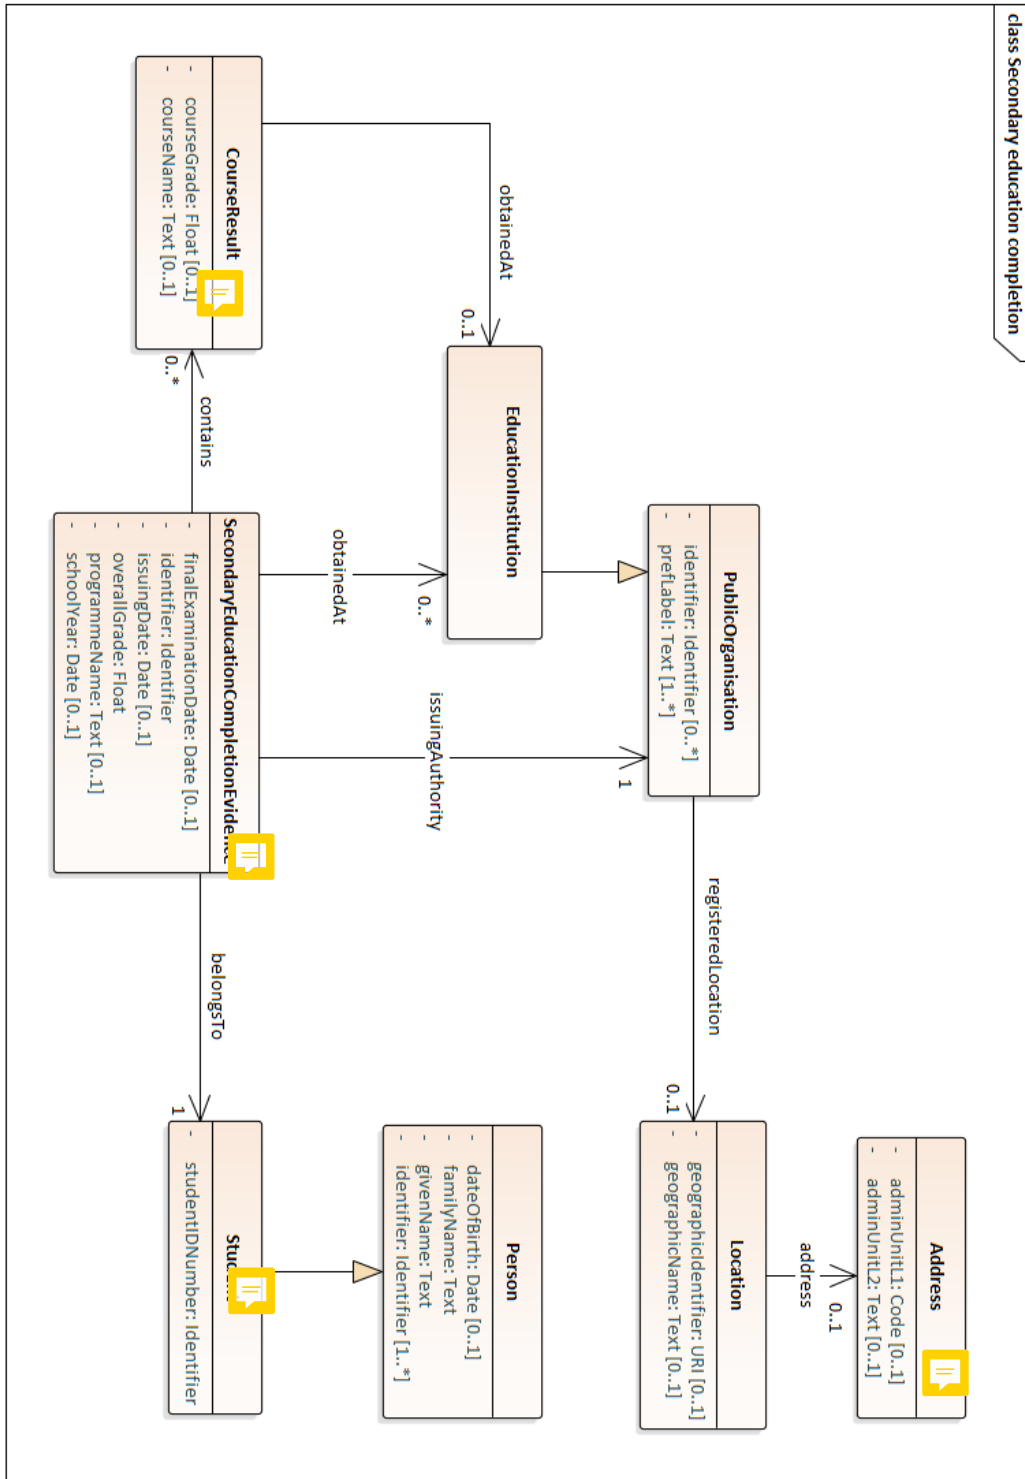 class Secondary education completion
Address
- adminUnitL1: Code [0..1]
- adminUnitL2: Text [0..1]
0..1
address
Location
- geographicIdentifier: URI [0..1]
- geographicName: Text [0..1]
0..1
registeredLocation
PublicOrganisation
- identifier: Identifier [0..*]
- prefLabel: Text [1..*]
1
issuingAuthority
EducationInstitution
0..1
obtainedAt
0..*
obtainedAt
Person
- dateOfBirth: Date [0..1]
- familyName: Text
- givenName: Text
- identifier: Identifier [1..*]
CourseResult
- courseGrade: Float [0..1]
- courseName: Text [0..1]
0..*
contains
SecondaryEducationCompletionEvidence
- finalExaminationDate: Date [0..1]
- identifier: Identifier
- issuingDate: Date [0..1]
- overallGrade: Float
- programmeName: Text [0..1]
- schoolYear: Date [0..1]
belongsTo
1
Student
- studentIDNumber: Identifier